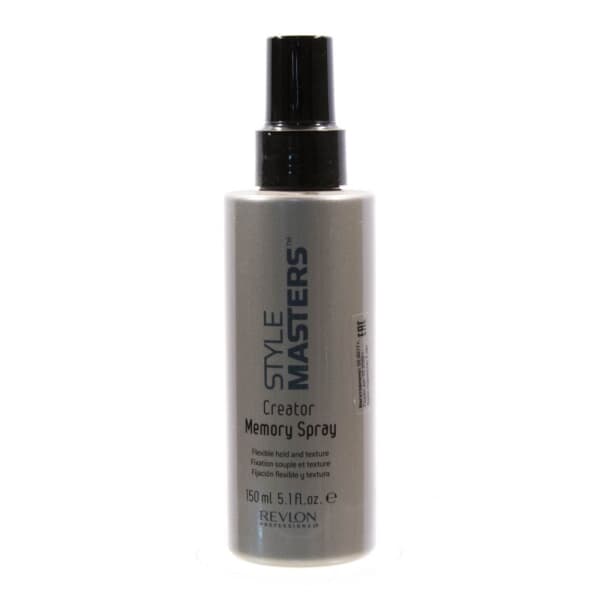 STYLE
MASTERS™
Creator
Memory Spray
Flexible hold and texture
Fixation souple et texture
Fijación flexible y textura
150 ml 5.1 fl.oz. e
REVLON
PROFESSIONAL
EAC